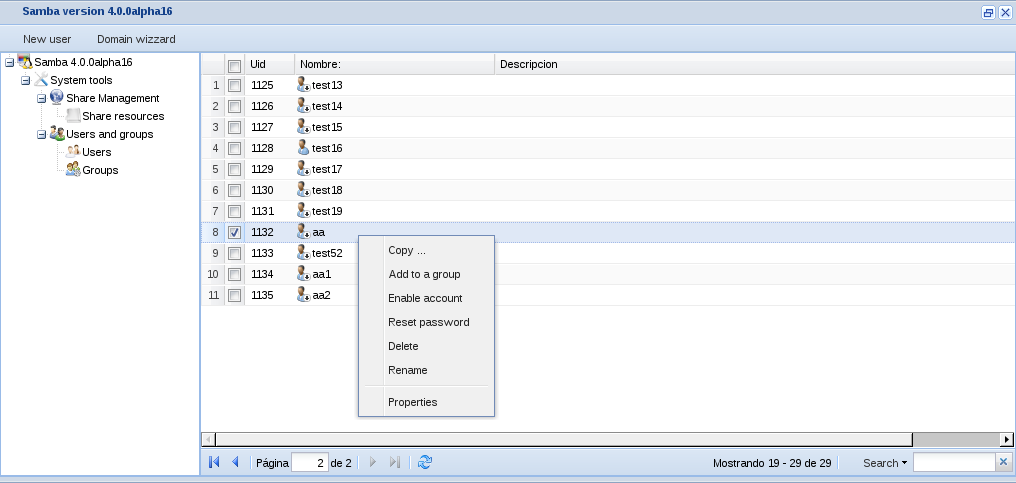 Samba version 4.0.0alpha16
New user Domain wizzard
Samba 4.0.0alpha16
System tools
Share Management
Share resources
Users and groups
Users
Groups
Uid Nombre: Descripcion
1 1125 test13
2 1126 test14
3 1127 test15
4 1128 test16
5 1129 test17
6 1130 test18
7 1131 test19
8 1132 aa
9 1133 test52
10 1134 aa1
11 1135 aa2
Copy ...
Add to a group
Enable account
Reset password
Delete
Rename
Properties
Página 2 de 2 Mostrando 19 - 29 de 29 Search